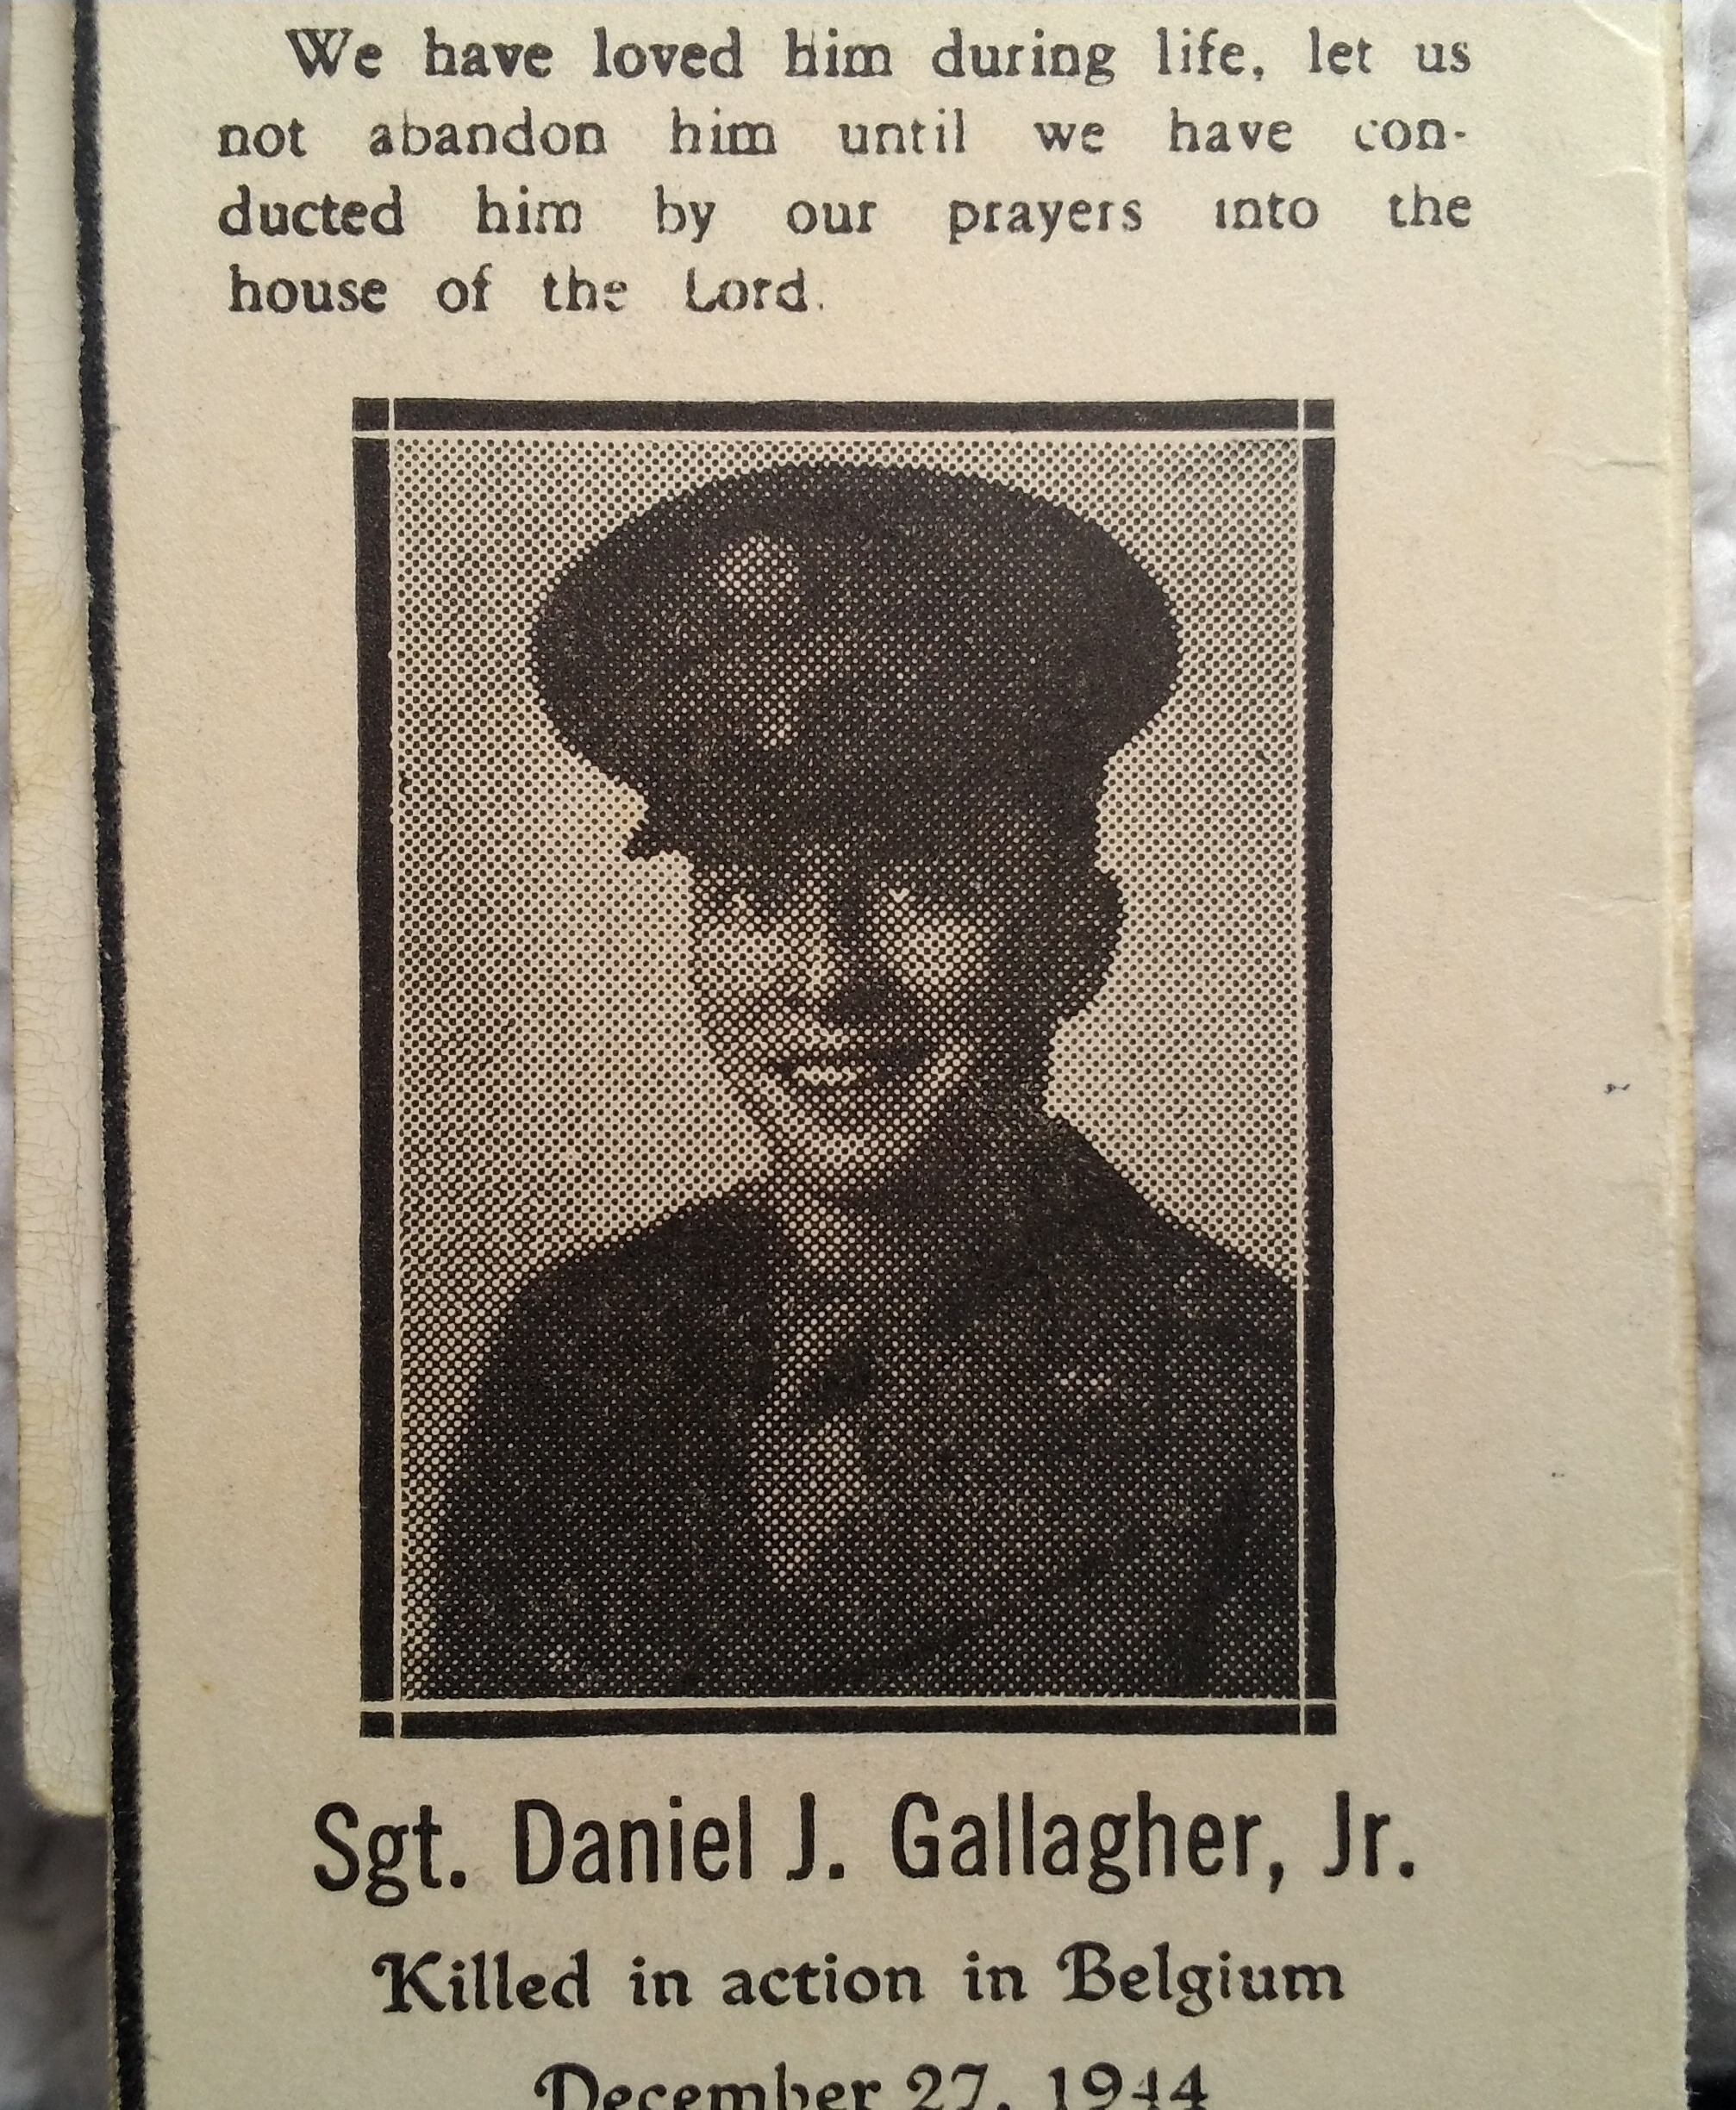 We have loved him during life, let us
not abandon him until we have con-
ducted him by our prayers into the
house of the Lord.
Sgt. Daniel J. Gallagher, Jr.
Killed in action in Belgium
December 27, 1944